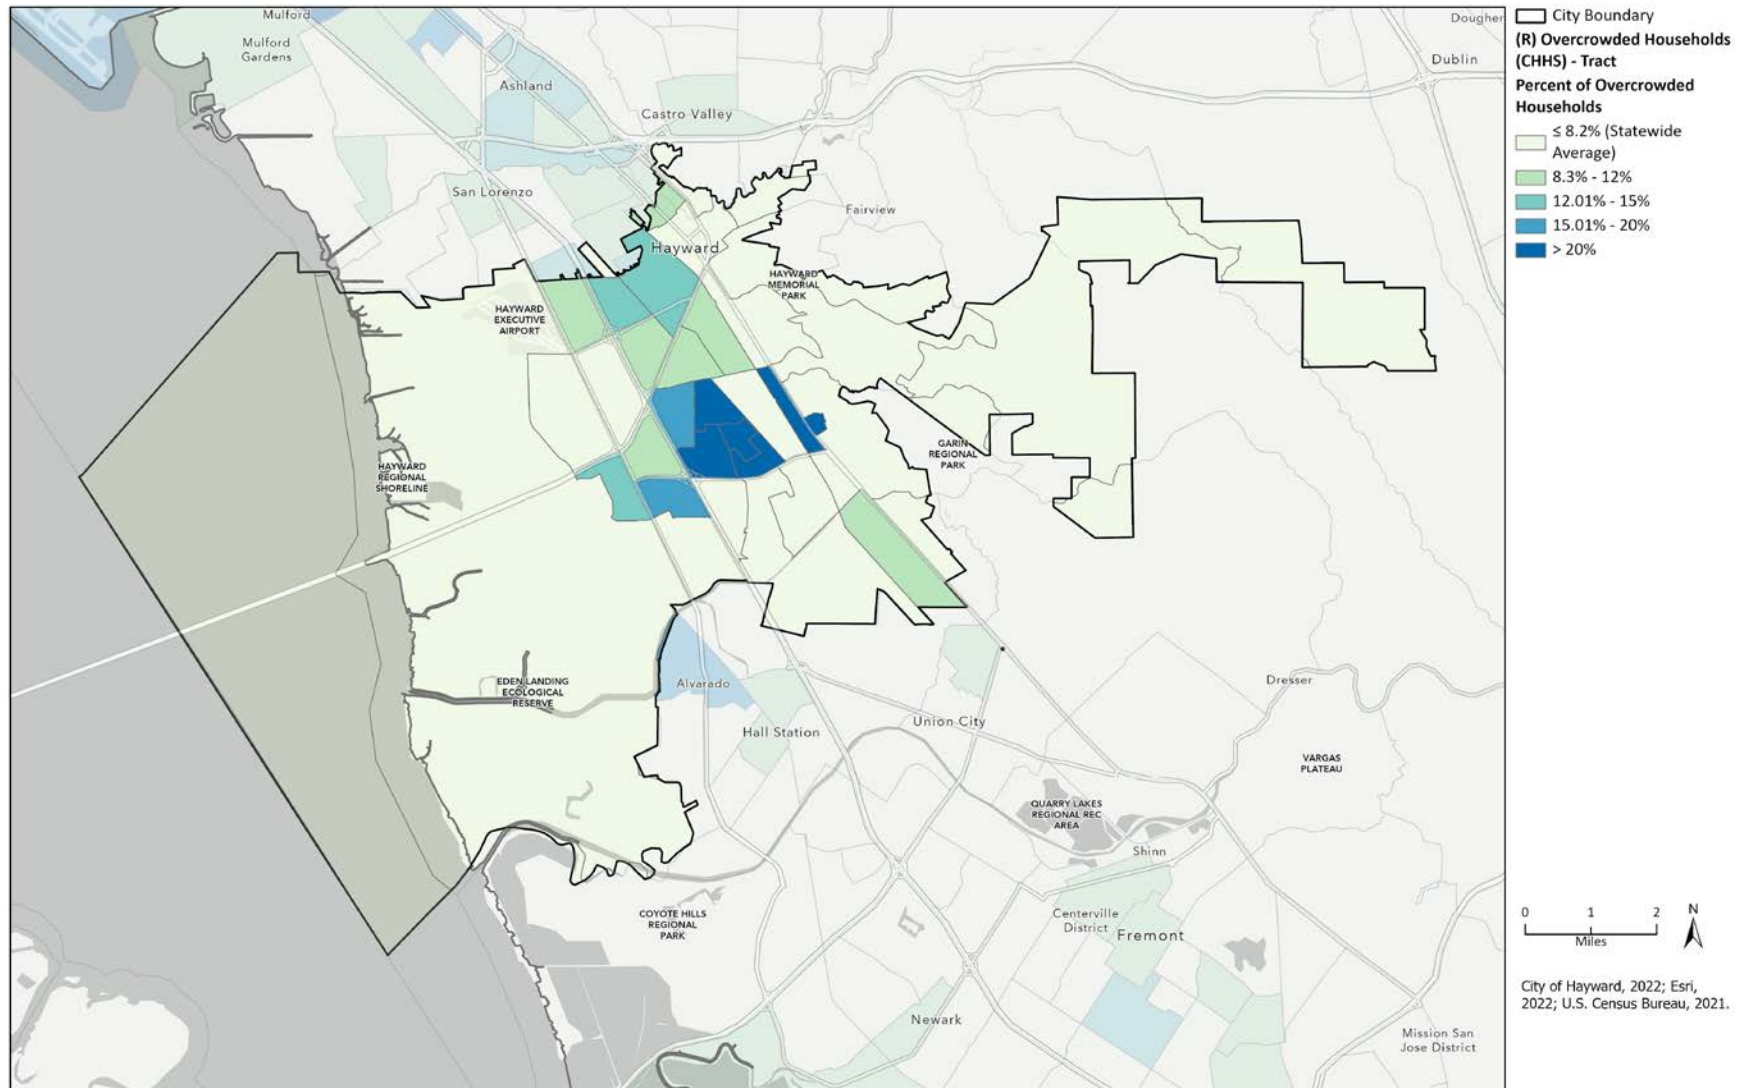 Mulford
Mulford
Gardens
Ashland
Castro Valley
San Lorenzo
Fairview
Hayward
HAYWARD
MEMORIAL
PARK
HAYWARD
EXECUTIVE
AIRPORT
HAYWARD
REGIONAL
SHORELINE
GARIN
REGIONAL
PARK
EDEN LANDING
ECOLOGICAL
RESERVE
Alvarado
Hall Station
Union City
Dresser
VARGAS
PLATEAU
QUARRY LAKES
REGIONAL REC
AREA
Shinn
COYOTE HILLS
REGIONAL
PARK
Centerville
District
Fremont
Newark
Mission San
Jose District
Dougher
Dublin
City Boundary
(R) Overcrowded Households
(CHHS) - Tract
Percent of Overcrowded
Households
≤ 8.2% (Statewide
Average)
8.3% - 12%
12.01% - 15%
15.01% - 20%
> 20%
0 1 2
Miles
N
City of Hayward, 2022; Esri,
2022; U.S. Census Bureau, 2021.